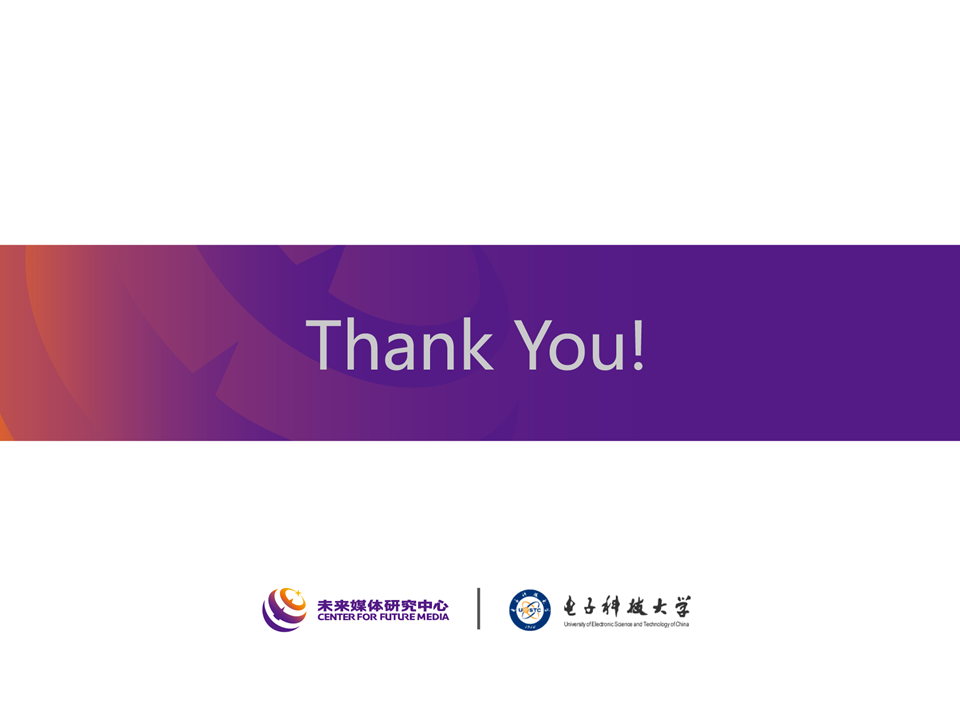 Thank You!
未来媒体研究中心
CENTER FOR FUTURE MEDIA
UESTC
电子科技大学
University of Electronic Science and Technology of China